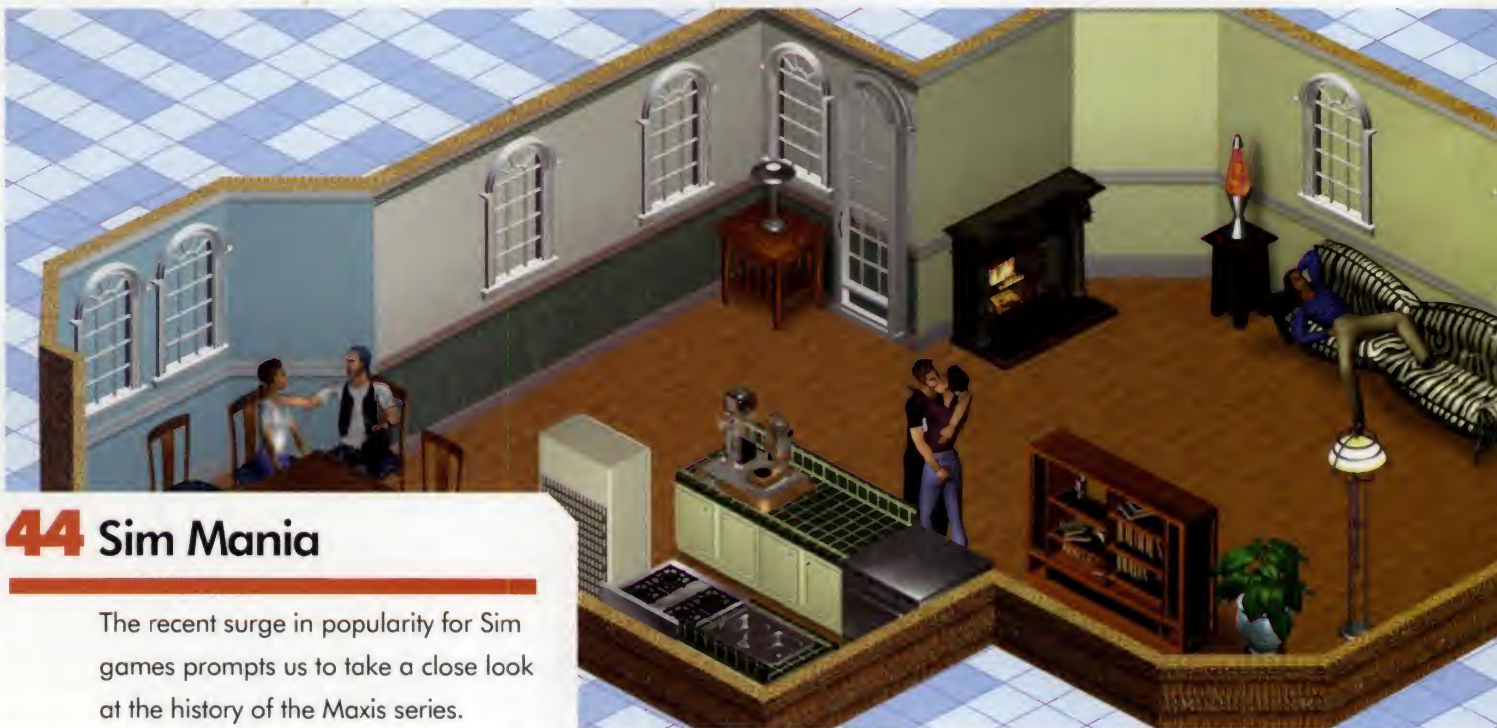 44 Sim Mania
The recent surge in popularity for Sim
games prompts us to take a close look
at the history of the Maxis series.